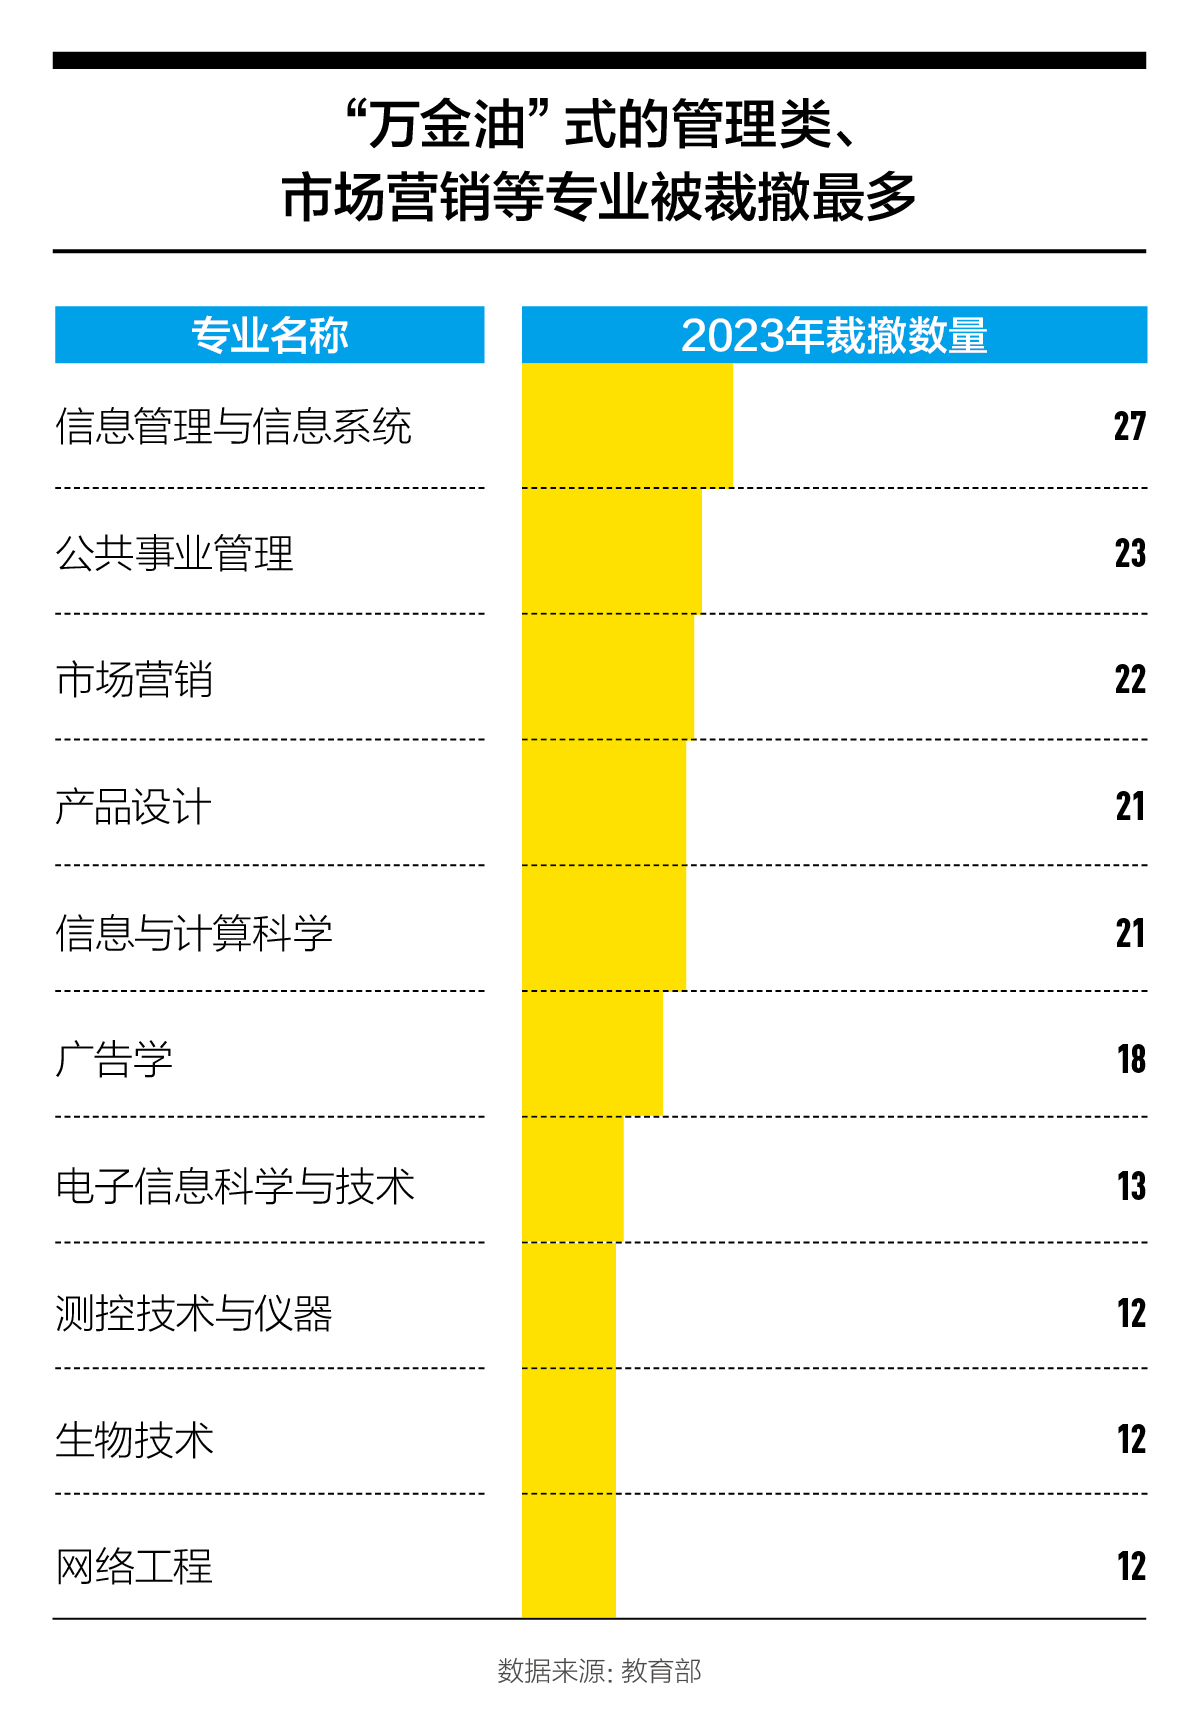 “万金油”式的管理类、
市场营销等专业被裁撤最多
专业名称 2023年裁撤数量
信息管理与信息系统 27
公共事业管理 23
市场营销 22
产品设计 21
信息与计算科学 21
广告学 18
电子信息科学与技术 13
测控技术与仪器 12
生物技术 12
网络工程 12
数据来源: 教育部